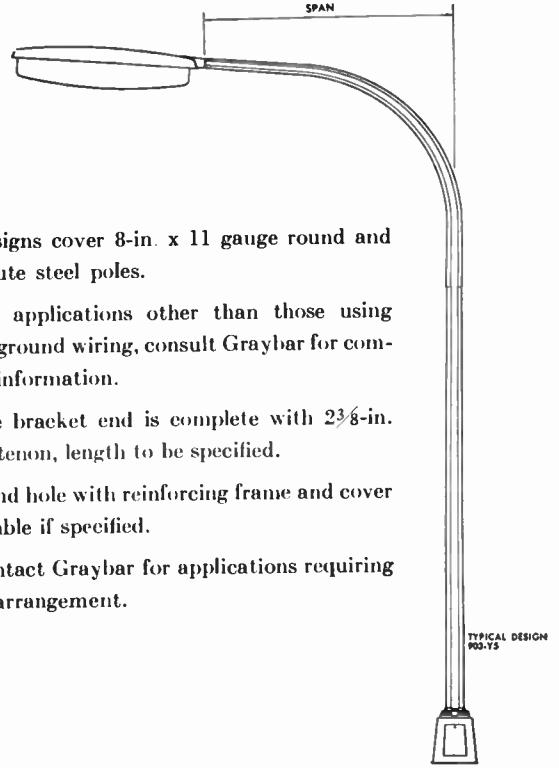 SPAN
signs cover 8-in. x 11 gauge round and
ute steel poles.
applications other than those using
ground wiring, consult Graybar for com-
information.
e bracket end is complete with 2⅜-in.
tenon, length to be specified.
nd hole with reinforcing frame and cover
able if specified.
ntact Graybar for applications requiring
arrangement.
TYPICAL DESIGN
903-Y5